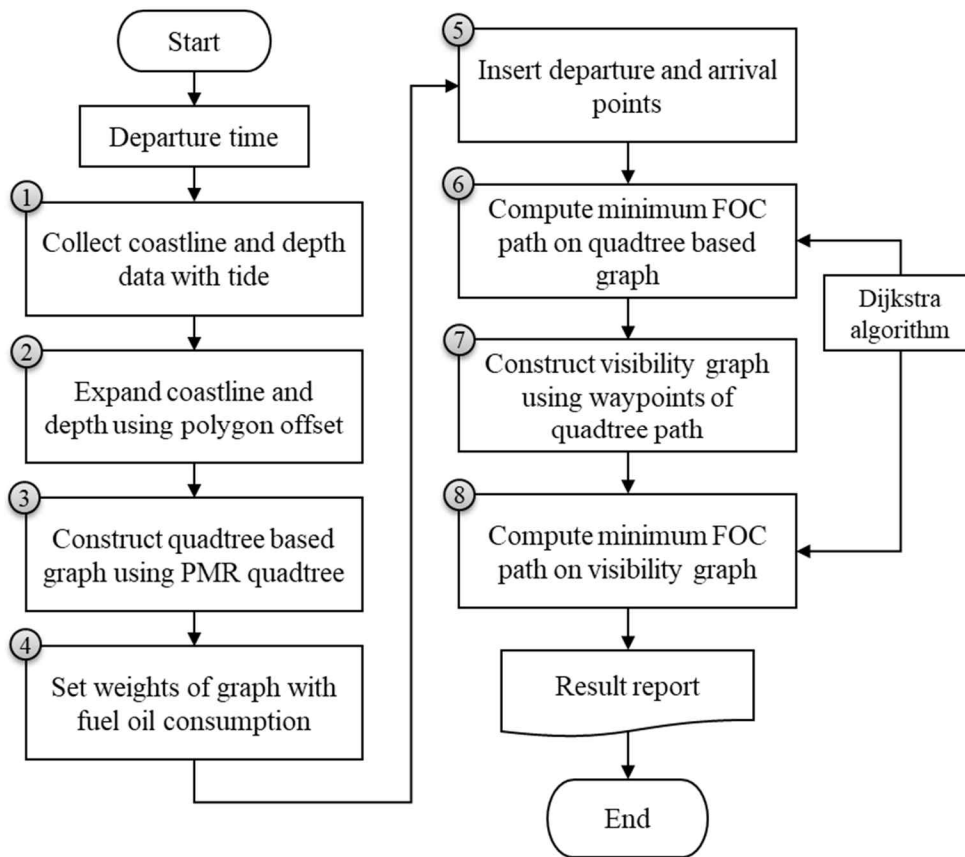 Start
Departure time
1
Collect coastline and depth
data with tide
2
Expand coastline and
depth using polygon offset
3
Construct quadtree based
graph using PMR quadtree
4
Set weights of graph with
fuel oil consumption
5
Insert departure and arrival
points
6
Compute minimum FOC
path on quadtree based
graph
Dijkstra
algorithm
7
Construct visibility graph
using waypoints of
quadtree path
8
Compute minimum FOC
path on visibility graph
Result report
End